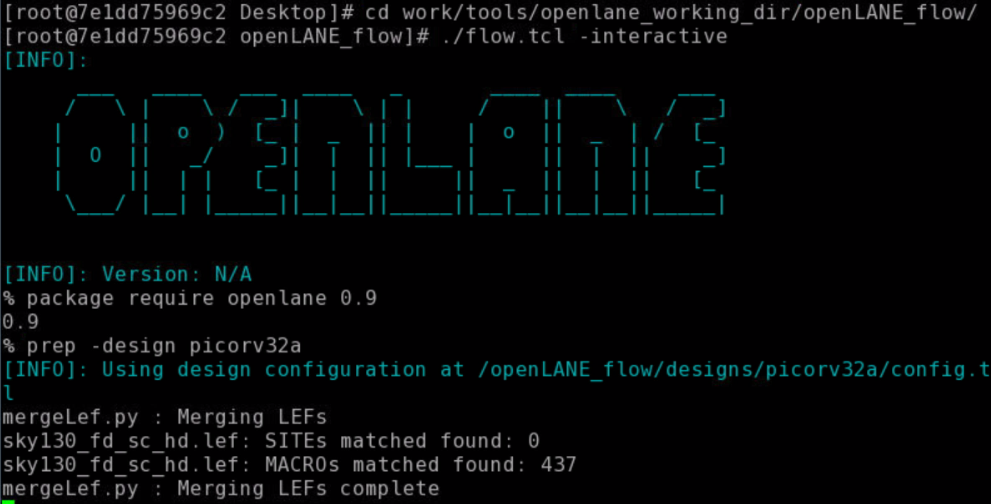 [root@7e1dd75969c2 Desktop]# cd work/tools/openlane_working_dir/openLANE_flow/
[root@7e1dd75969c2 openLANE_flow]# ./flow.tcl -interactive
[INFO]:
OPENLANE
[INFO]: Version: N/A
% package require openlane 0.9
0.9
% prep -design picorv32a
[INFO]: Using design configuration at /openLANE_flow/designs/picorv32a/config.t
l
mergeLef.py : Merging LEFs
sky130_fd_sc_hd.lef: SITEs matched found: 0
sky130_fd_sc_hd.lef: MACROs matched found: 437
mergeLef.py : Merging LEFs complete